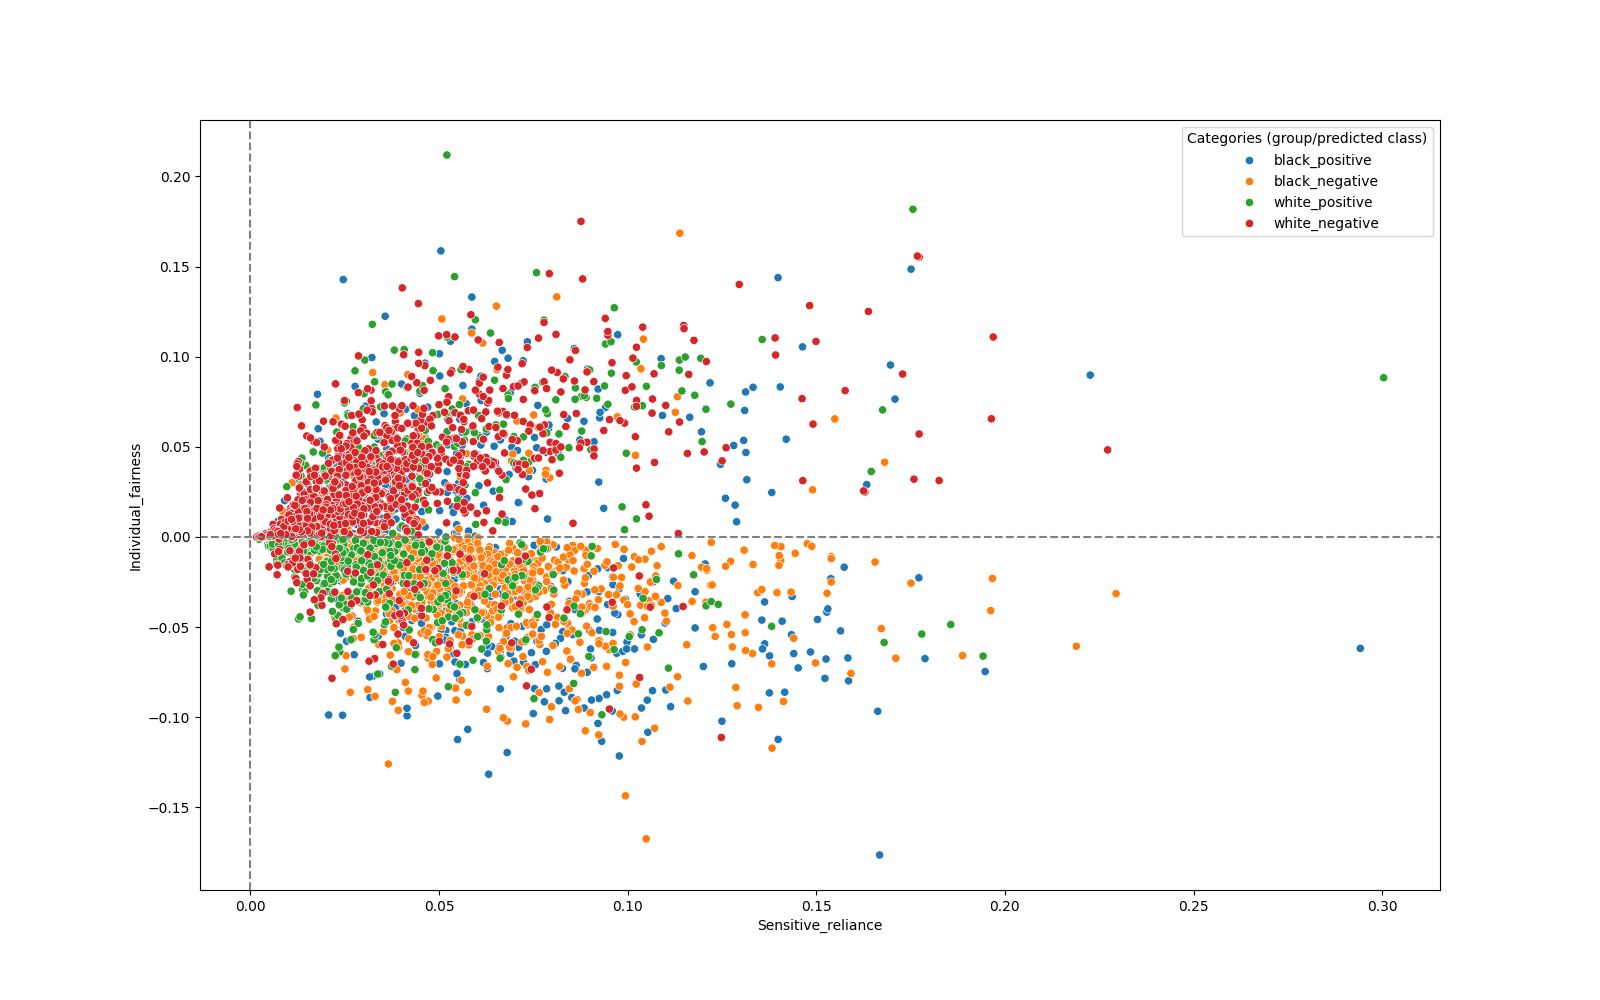 Categories (group/predicted class)
black_positive
black_negative
white_positive
white_negative
0.20
0.15
0.10
0.05
0.00
−0.05
−0.10
−0.15
Individual_fairness
0.00
0.05
0.10
0.15
0.20
0.25
0.30
Sensitive_reliance